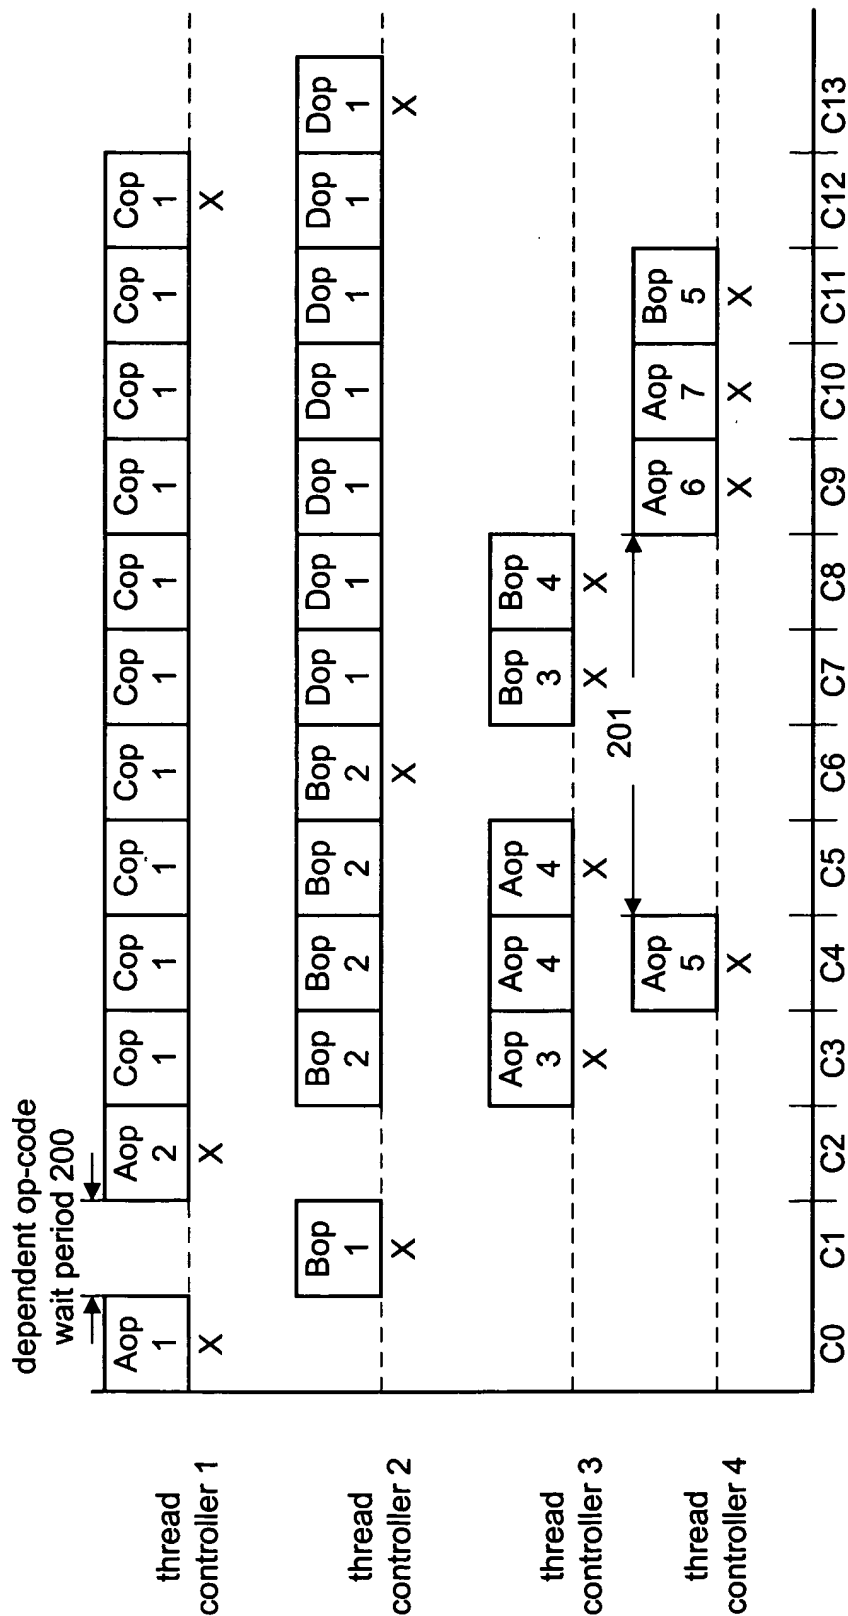 dependent op-code
wait period 200
thread
controller 1
Aop
1
X
Aop
2
X
Cop
1
Cop
1
Cop
1
Cop
1
Cop
1
Cop
1
Cop
1
Cop
1
Cop
1
Cop
1
X
thread
controller 2
Bop
1
X
Bop
2
Bop
2
Bop
2
Bop
2
X
Dop
1
Dop
1
Dop
1
Dop
1
Dop
1
Dop
1
Dop
1
X
thread
controller 3
Aop
3
X
Aop
4
Aop
4
X
Bop
3
X
Bop
4
X
201
thread
controller 4
Aop
5
X
Aop
6
X
Aop
7
X
Bop
5
X
C0
C1
C2
C3
C4
C5
C6
C7
C8
C9
C10
C11
C12
C13